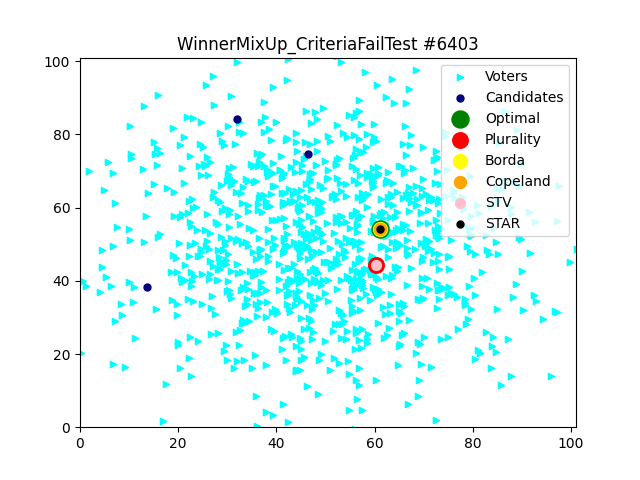 WinnerMixUp_CriteriaFailTest #6403
100
80
60
40
20
0
0
20
40
60
80
100
Voters
Candidates
Optimal
Plurality
Borda
Copeland
STV
STAR